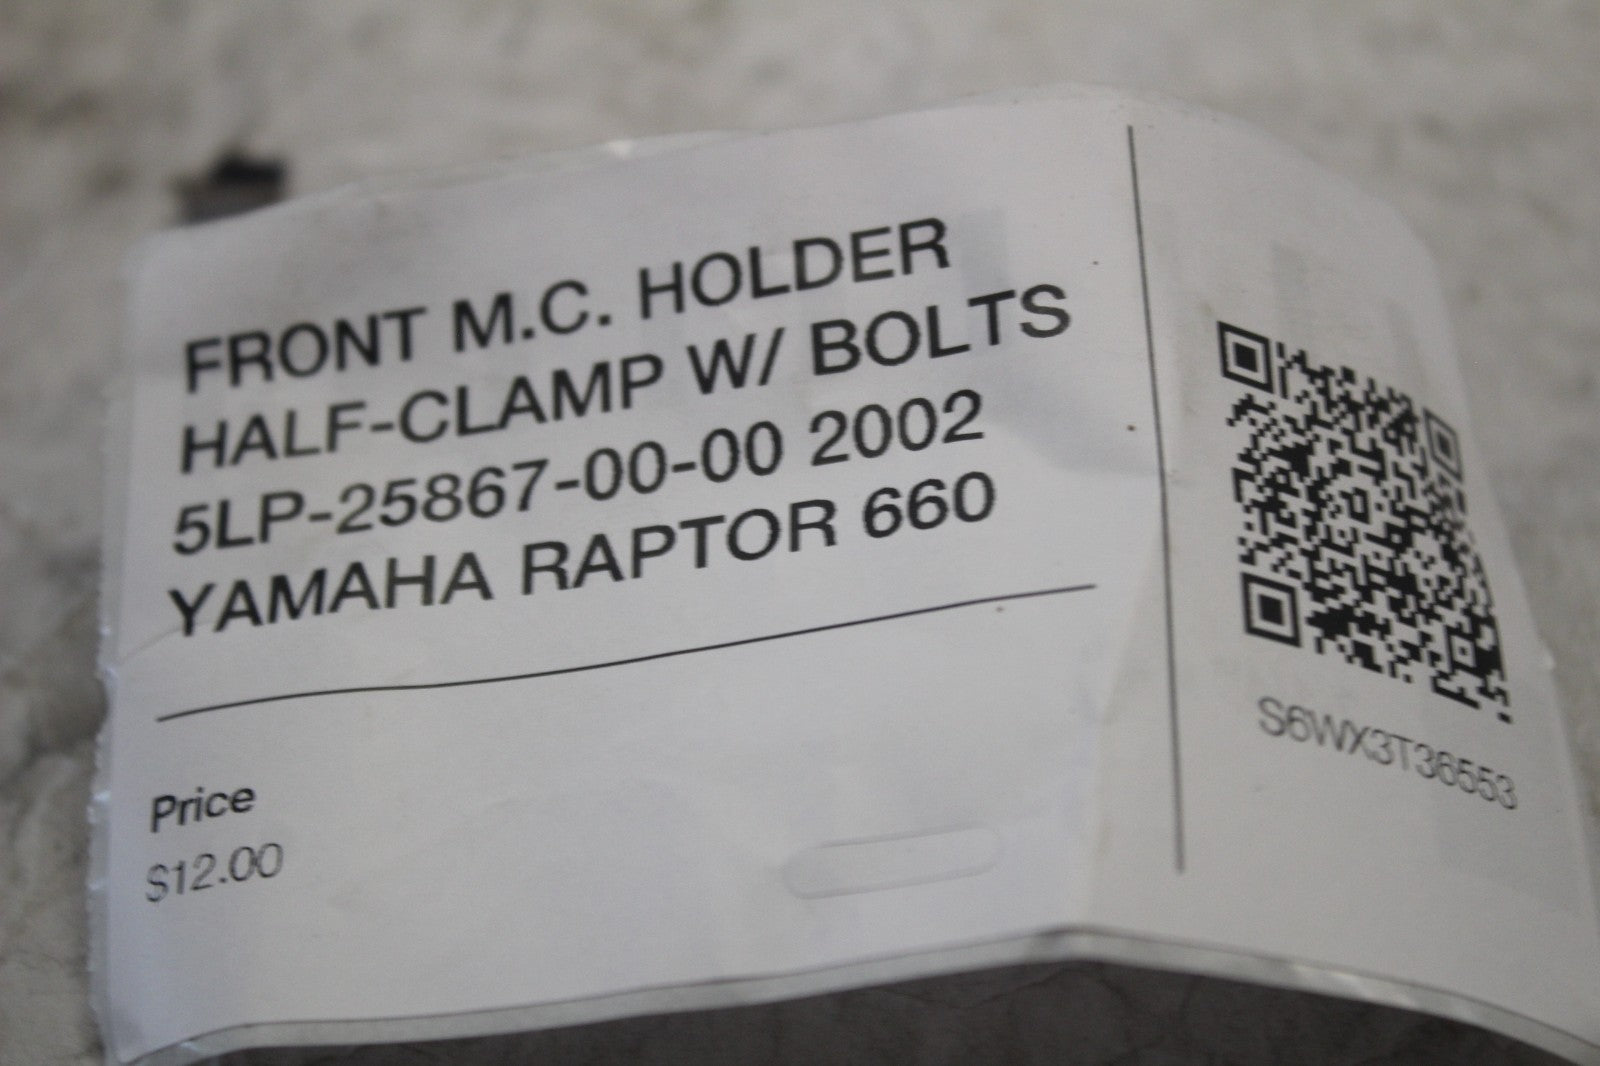 FRONT M.C. HOLDER
HALF-CLAMP W/ BOLTS
5LP-25867-00-00 2002
YAMAHA RAPTOR 660
Price
$12.00
S6WX3T36553